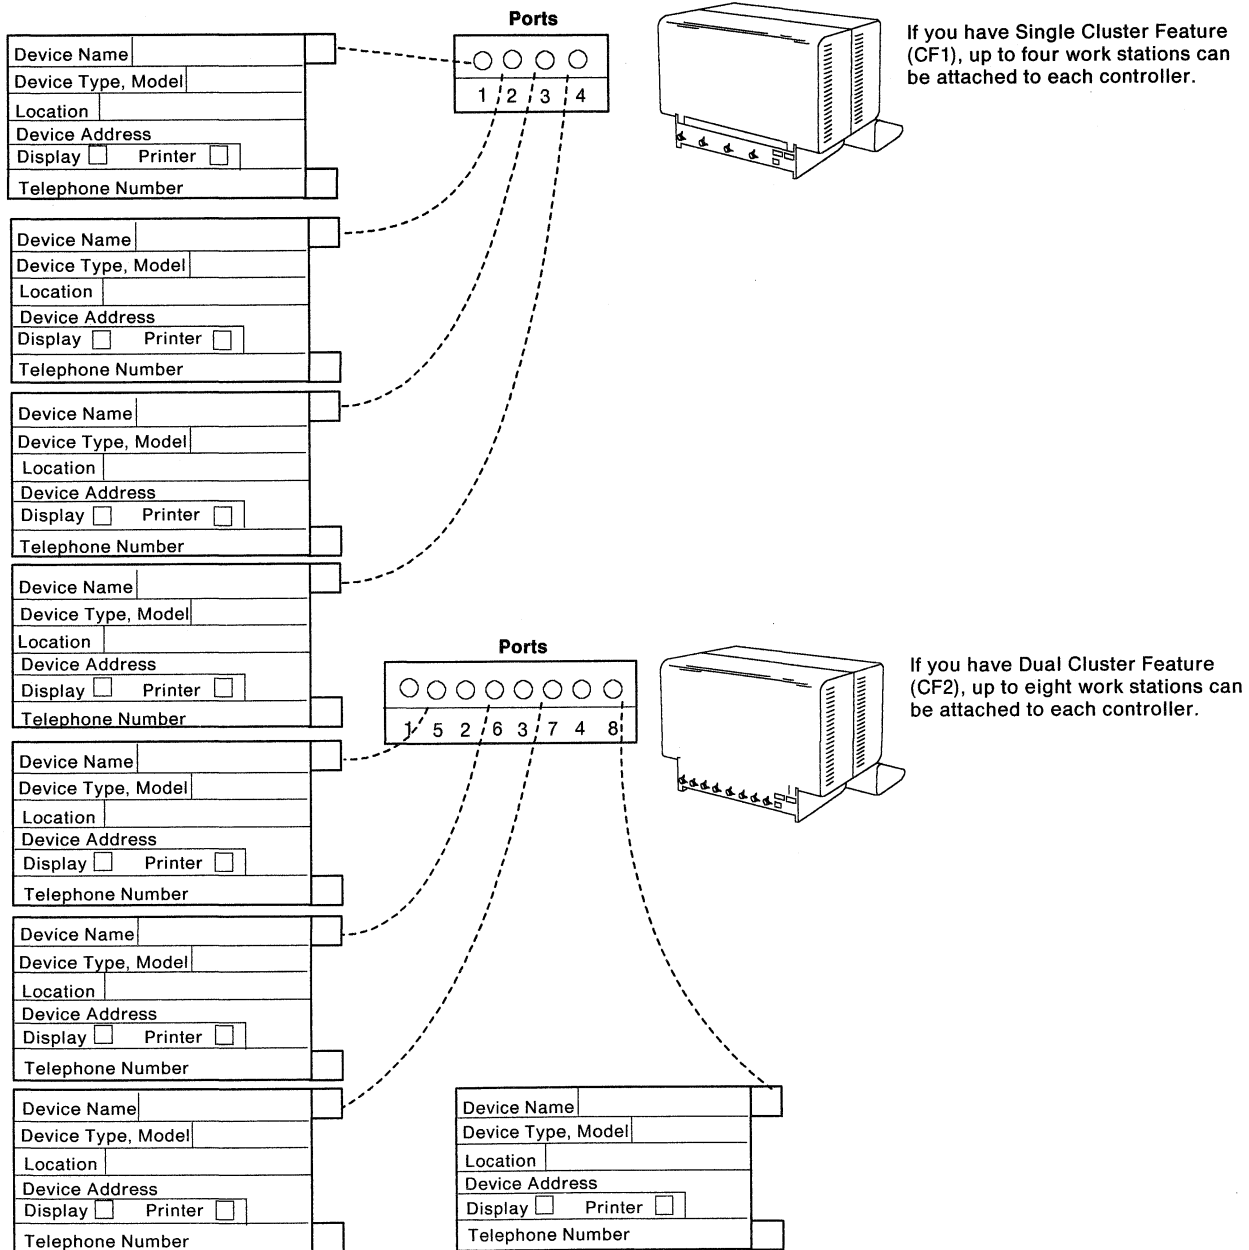 Ports
1 2 3 4
If you have Single Cluster Feature
(CF1), up to four work stations can
be attached to each controller.
Device Name
Device Type, Model
Location
Device Address
Display Printer
Telephone Number
Device Name
Device Type, Model
Location
Device Address
Display Printer
Telephone Number
Device Name
Device Type, Model
Location
Device Address
Display Printer
Telephone Number
Device Name
Device Type, Model
Location
Device Address
Display Printer
Telephone Number
Ports
1 5 2 6 3 7 4 8
If you have Dual Cluster Feature
(CF2), up to eight work stations can
be attached to each controller.
Device Name
Device Type, Model
Location
Device Address
Display Printer
Telephone Number
Device Name
Device Type, Model
Location
Device Address
Display Printer
Telephone Number
Device Name
Device Type, Model
Location
Device Address
Display Printer
Telephone Number
Device Name
Device Type, Model
Location
Device Address
Display Printer
Telephone Number